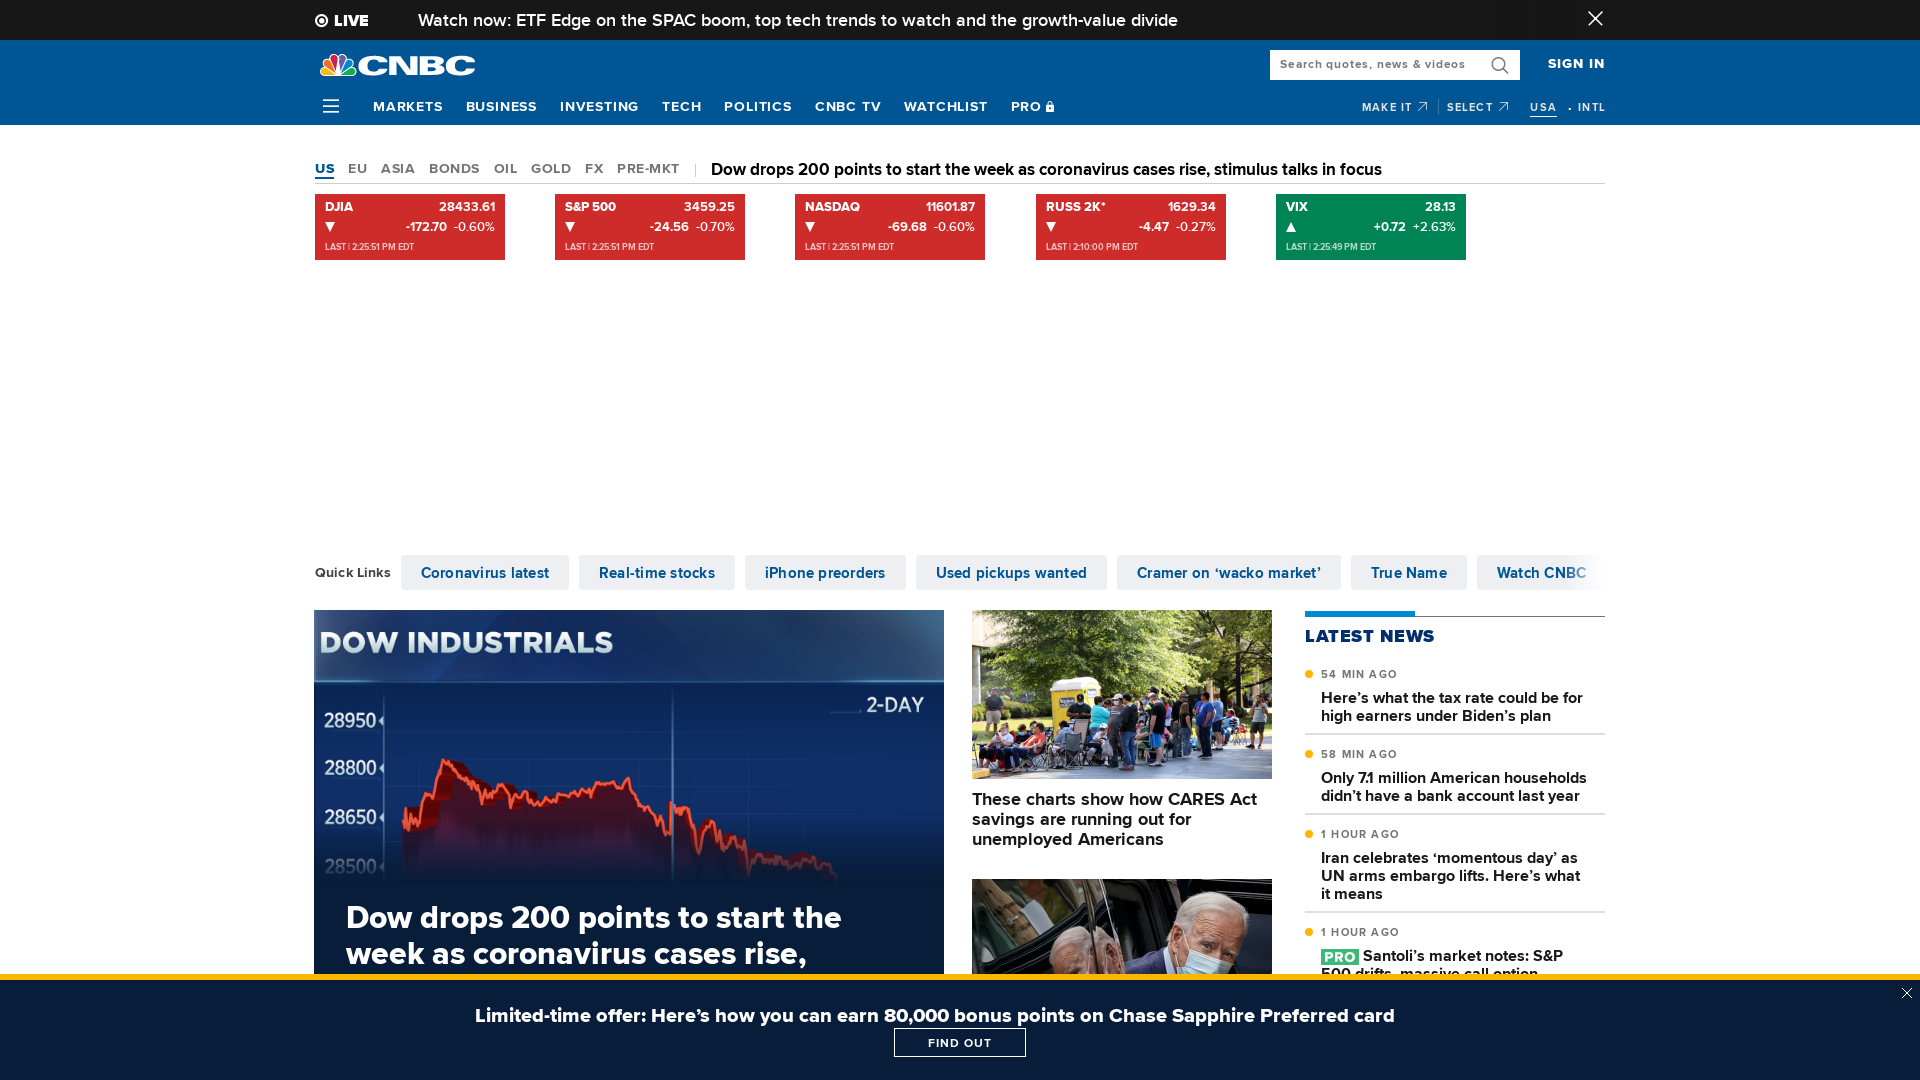 LIVE
Watch now: ETF Edge on the SPAC boom, top tech trends to watch and the growth-value divide
CNBC
Search quotes, news & videos
SIGN IN
MARKETS BUSINESS INVESTING TECH POLITICS CNBC TV WATCHLIST PRO
MAKE IT SELECT USA • INTL
US EU ASIA BONDS OIL GOLD FX PRE-MKT
Dow drops 200 points to start the week as coronavirus cases rise, stimulus talks in focus
DJIA 28433.61
-172.70 -0.60%
LAST | 2:25:51 PM EDT
S&P 500 3459.25
-24.56 -0.70%
LAST | 2:25:51 PM EDT
NASDAQ 11601.87
-69.68 -0.60%
LAST | 2:25:51 PM EDT
RUSS 2K* 1629.34
-4.47 -0.27%
LAST | 2:10:00 PM EDT
VIX 28.13
+0.72 +2.63%
LAST | 2:25:49 PM EDT
Quick Links
Coronavirus latest
Real-time stocks
iPhone preorders
Used pickups wanted
Cramer on ‘wacko market’
True Name
Watch CNBC
DOW INDUSTRIALS
2-DAY
28950
28800
28650
28500
Dow drops 200 points to start the
week as coronavirus cases rise,
These charts show how CARES Act
savings are running out for
unemployed Americans
LATEST NEWS
54 MIN AGO
Here’s what the tax rate could be for
high earners under Biden’s plan
58 MIN AGO
Only 7.1 million American households
didn’t have a bank account last year
1 HOUR AGO
Iran celebrates ‘momentous day’ as
UN arms embargo lifts. Here’s what
it means
1 HOUR AGO
PRO Santoli’s market notes: S&P
500 drifts, massive call option
Limited-time offer: Here’s how you can earn 80,000 bonus points on Chase Sapphire Preferred card
FIND OUT